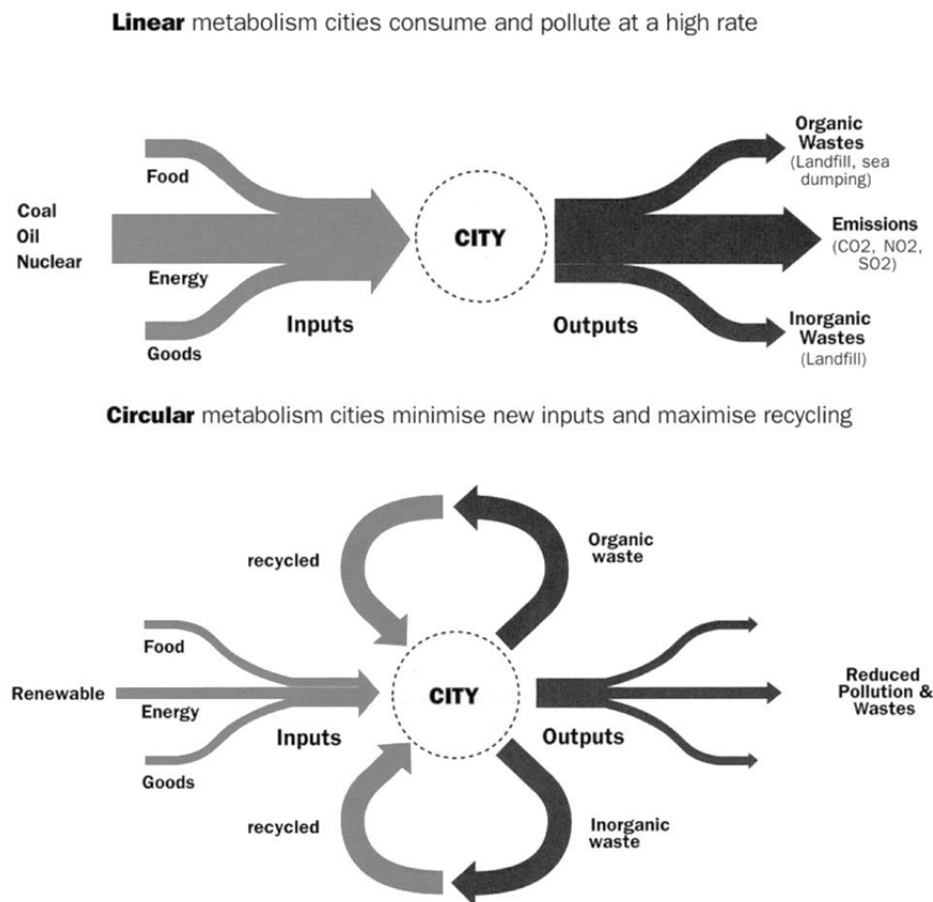 Linear metabolism cities consume and pollute at a high rate
Organic
Wastes
(Landfill, sea
dumping)
Food
Coal
Oil
Nuclear
CITY
Emissions
(CO2, NO2,
SO2)
Energy
Inputs
Outputs
Inorganic
Wastes
(Landfill)
Goods
Circular metabolism cities minimise new inputs and maximise recycling
recycled
Organic
waste
Food
Renewable
CITY
Reduced
Pollution &
Wastes
Energy
Inputs
Outputs
Goods
recycled
Inorganic
waste